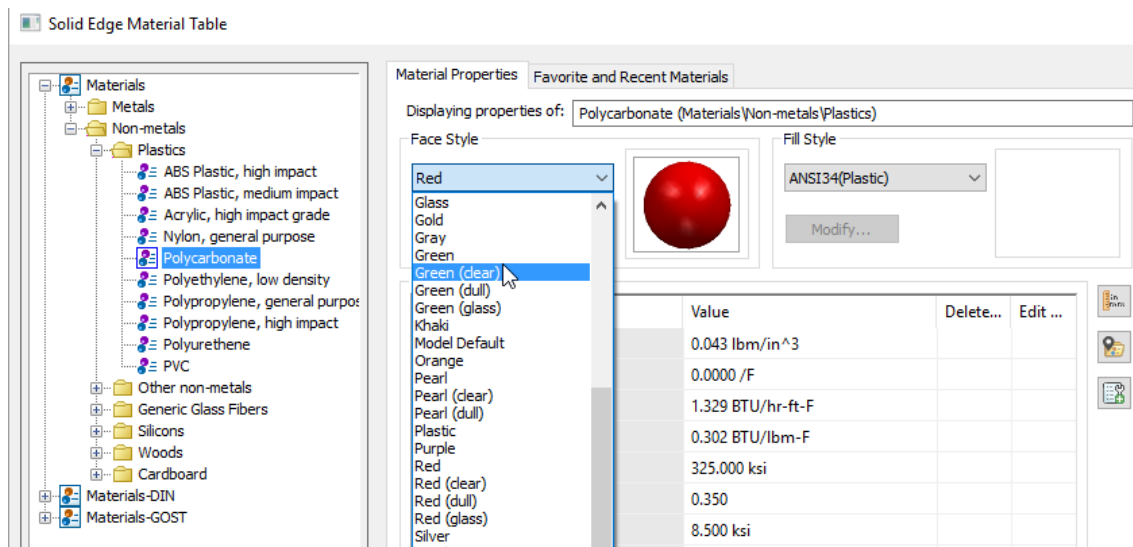 Solid Edge Material Table
Materials
Metals
Non-metals
Plastics
ABS Plastic, high impact
ABS Plastic, medium impact
Acrylic, high impact grade
Nylon, general purpose
Polycarbonate
Polyethylene, low density
Polypropylene, general purpos
Polypropylene, high impact
Polyurethene
PVC
Other non-metals
Generic Glass Fibers
Silicons
Woods
Cardboard
Materials-DIN
Materials-GOST
Material Properties Favorite and Recent Materials
Displaying properties of: Polycarbonate (Materials\Non-metals\Plastics)
Face Style
Red
Glass
Gold
Gray
Green
Green (clear)
Green (dull)
Green (glass)
Khaki
Model Default
Orange
Pearl
Pearl (clear)
Pearl (dull)
Plastic
Purple
Red
Red (clear)
Red (dull)
Red (glass)
Silver
Fill Style
ANSI34(Plastic)
Modify...
Value Delete... Edit ...
0.043 lbm/in^3
0.0000 /F
1.329 BTU/hr-ft-F
0.302 BTU/lbm-F
325.000 ksi
0.350
8.500 ksi
in
mm